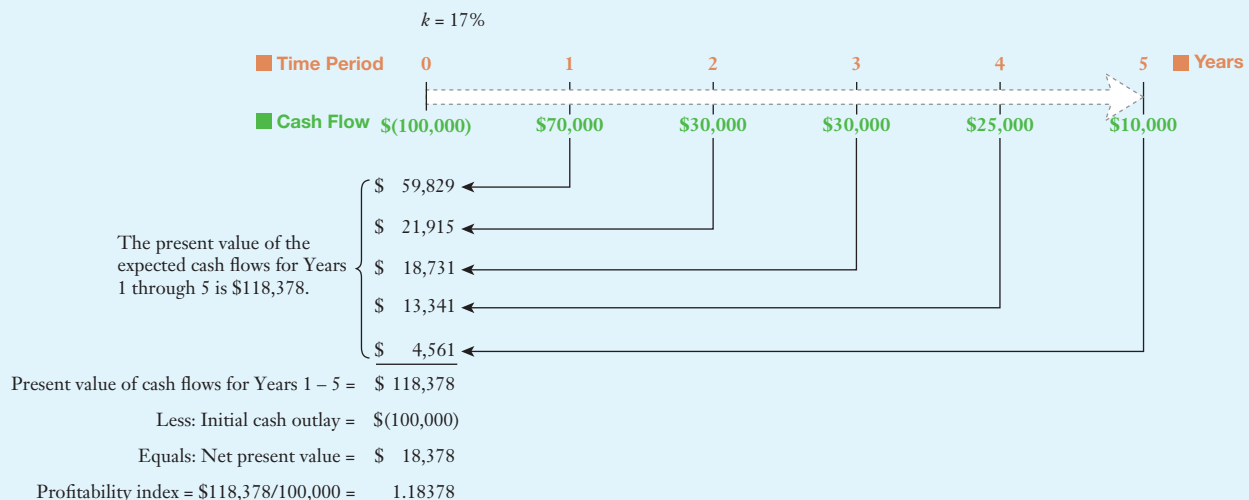 k = 17%
Time Period 0 1 2 3 4 5 Years
Cash Flow $(100,000) $70,000 $30,000 $30,000 $25,000 $10,000
$ 59,829
$ 21,915
The present value of the
expected cash flows for Years
1 through 5 is $118,378.
$ 18,731
$ 13,341
$ 4,561
Present value of cash flows for Years 1 – 5 = $ 118,378
Less: Initial cash outlay = $(100,000)
Equals: Net present value = $ 18,378
Profitability index = $118,378/100,000 = 1.18378